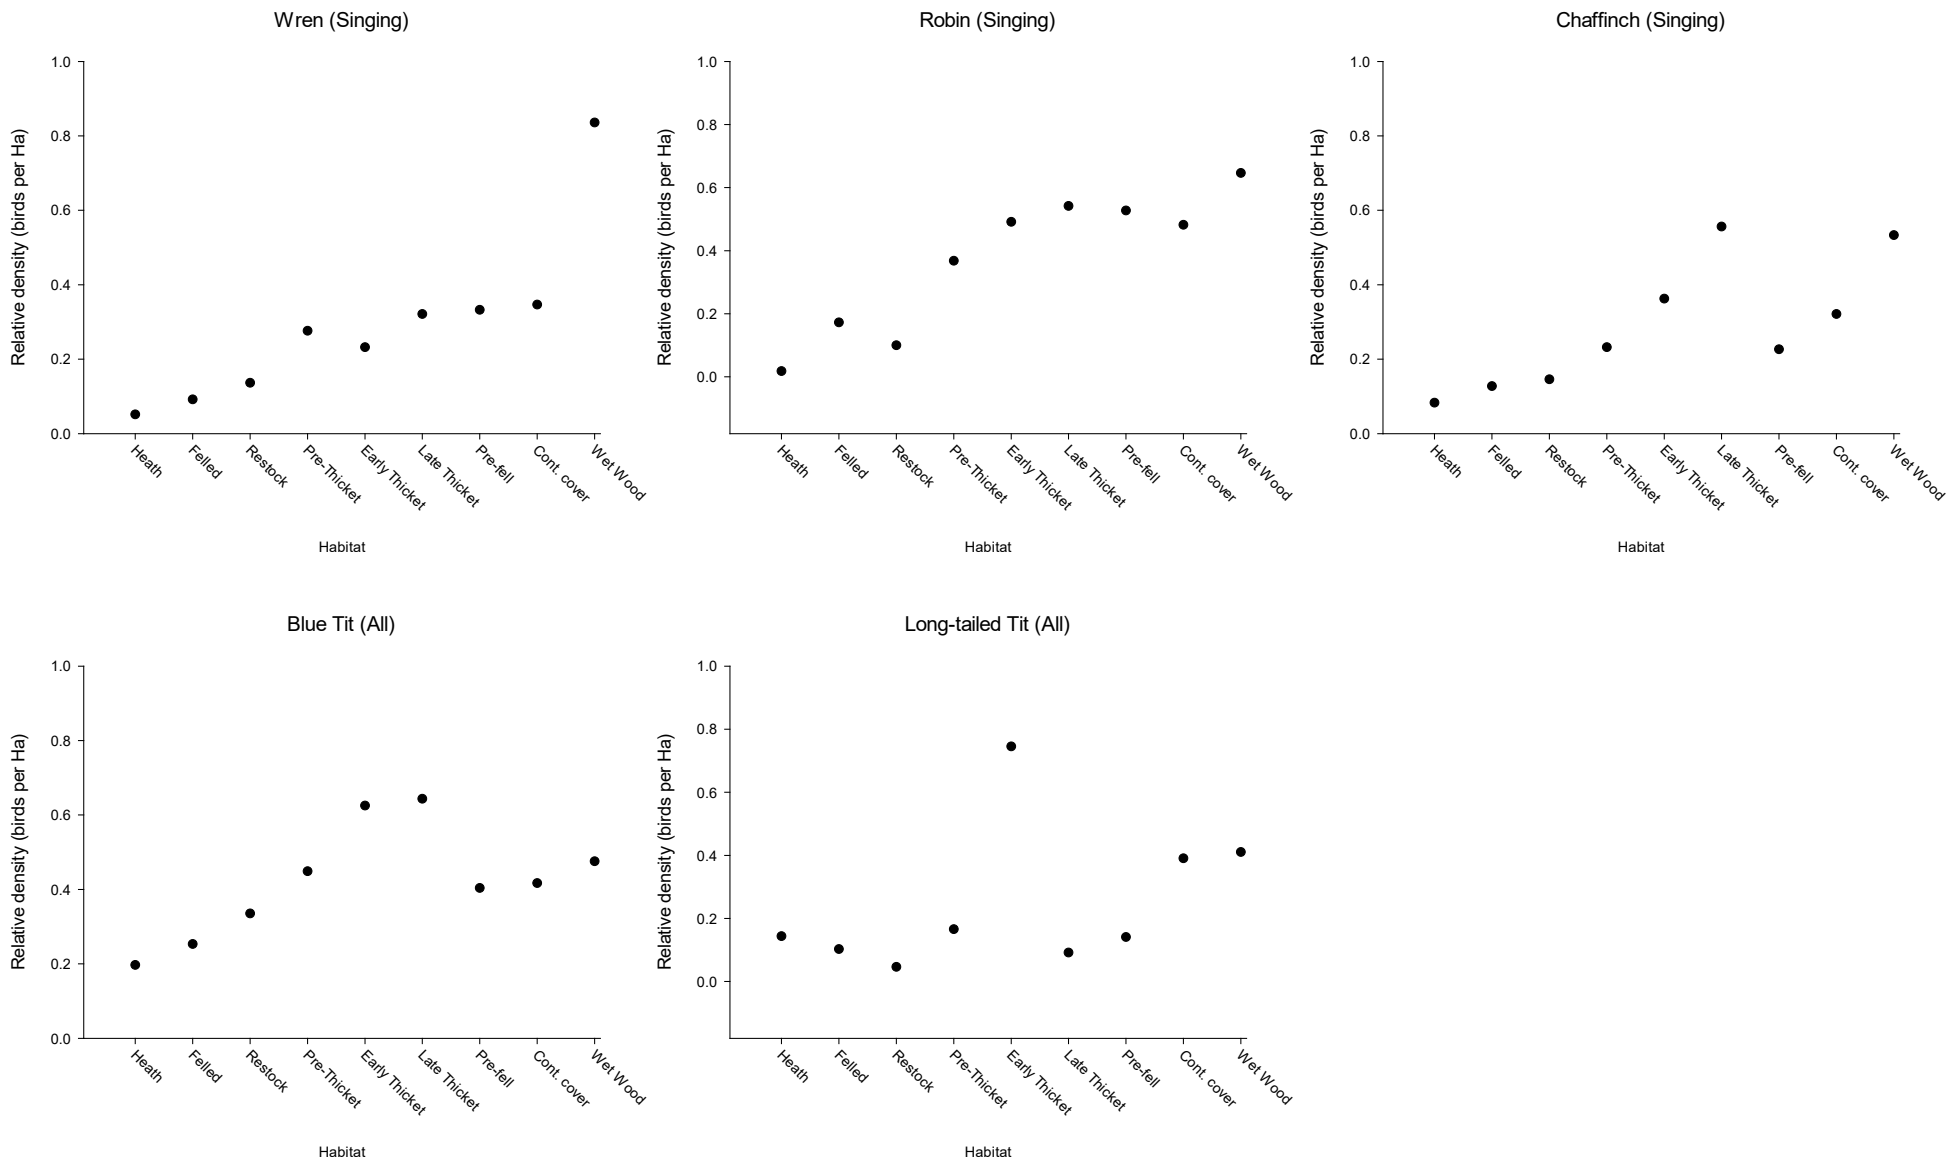 Wren (Singing)
Relative density (birds per Ha)
1.0
0.8
0.6
0.4
0.2
0.0
Heath
Felled
Restock
Pre-Thicket
Early Thicket
Late Thicket
Pre-fell
Cont. cover
Wet Wood
Habitat
Robin (Singing)
Relative density (birds per Ha)
1.0
0.8
0.6
0.4
0.2
0.0
Heath
Felled
Restock
Pre-Thicket
Early Thicket
Late Thicket
Pre-fell
Cont. cover
Wet Wood
Habitat
Chaffinch (Singing)
Relative density (birds per Ha)
1.0
0.8
0.6
0.4
0.2
0.0
Heath
Felled
Restock
Pre-Thicket
Early Thicket
Late Thicket
Pre-fell
Cont. cover
Wet Wood
Habitat
Blue Tit (All)
Relative density (birds per Ha)
1.0
0.8
0.6
0.4
0.2
0.0
Heath
Felled
Restock
Pre-Thicket
Early Thicket
Late Thicket
Pre-fell
Cont. cover
Wet Wood
Habitat
Long-tailed Tit (All)
Relative density (birds per Ha)
1.0
0.8
0.6
0.4
0.2
0.0
Heath
Felled
Restock
Pre-Thicket
Early Thicket
Late Thicket
Pre-fell
Cont. cover
Wet Wood
Habitat